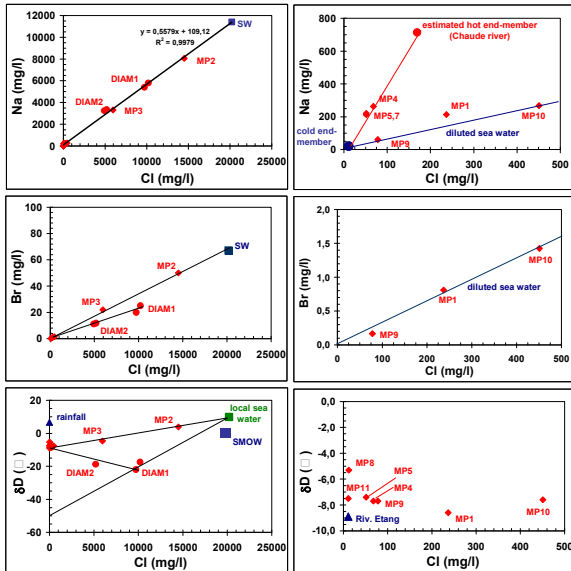 y = 0,5579x + 109,12
R² = 0,9979
SW
MP2
DIAM1
DIAM2
MP3
14000
12000
10000
8000
6000
4000
2000
0
0 5000 10000 15000 20000 25000
Na (mg/l)
Cl (mg/l)
estimated hot end-member
(Chaude river)
MP4
MP5,7
MP1
MP10
cold end-
member
MP9
diluted sea water
800
600
400
200
0
0 100 200 300 400 500
Na (mg/l)
Cl (mg/l)
SW
MP2
MP3
DIAM1
DIAM2
100
80
60
40
20
0
0 5000 10000 15000 20000 25000
Br (mg/l)
Cl (mg/l)
MP10
diluted sea water
MP1
MP9
2,0
1,5
1,0
0,5
0,0
0 100 200 300 400 500
Br (mg/l)
Cl (mg/l)
rainfall
local sea
water
MP2
MP3
SMOW
DIAM2
DIAM1
20
0
-20
-40
-60
0 5000 10000 15000 20000 25000
δD (□)
Cl (mg/l)
MP8
MP5
MP11
MP4
MP9
MP10
Riv. Etang
MP1
0,0
-2,0
-4,0
-6,0
-8,0
-10,0
0 100 200 300 400 500
δD (□)
Cl (mg/l)